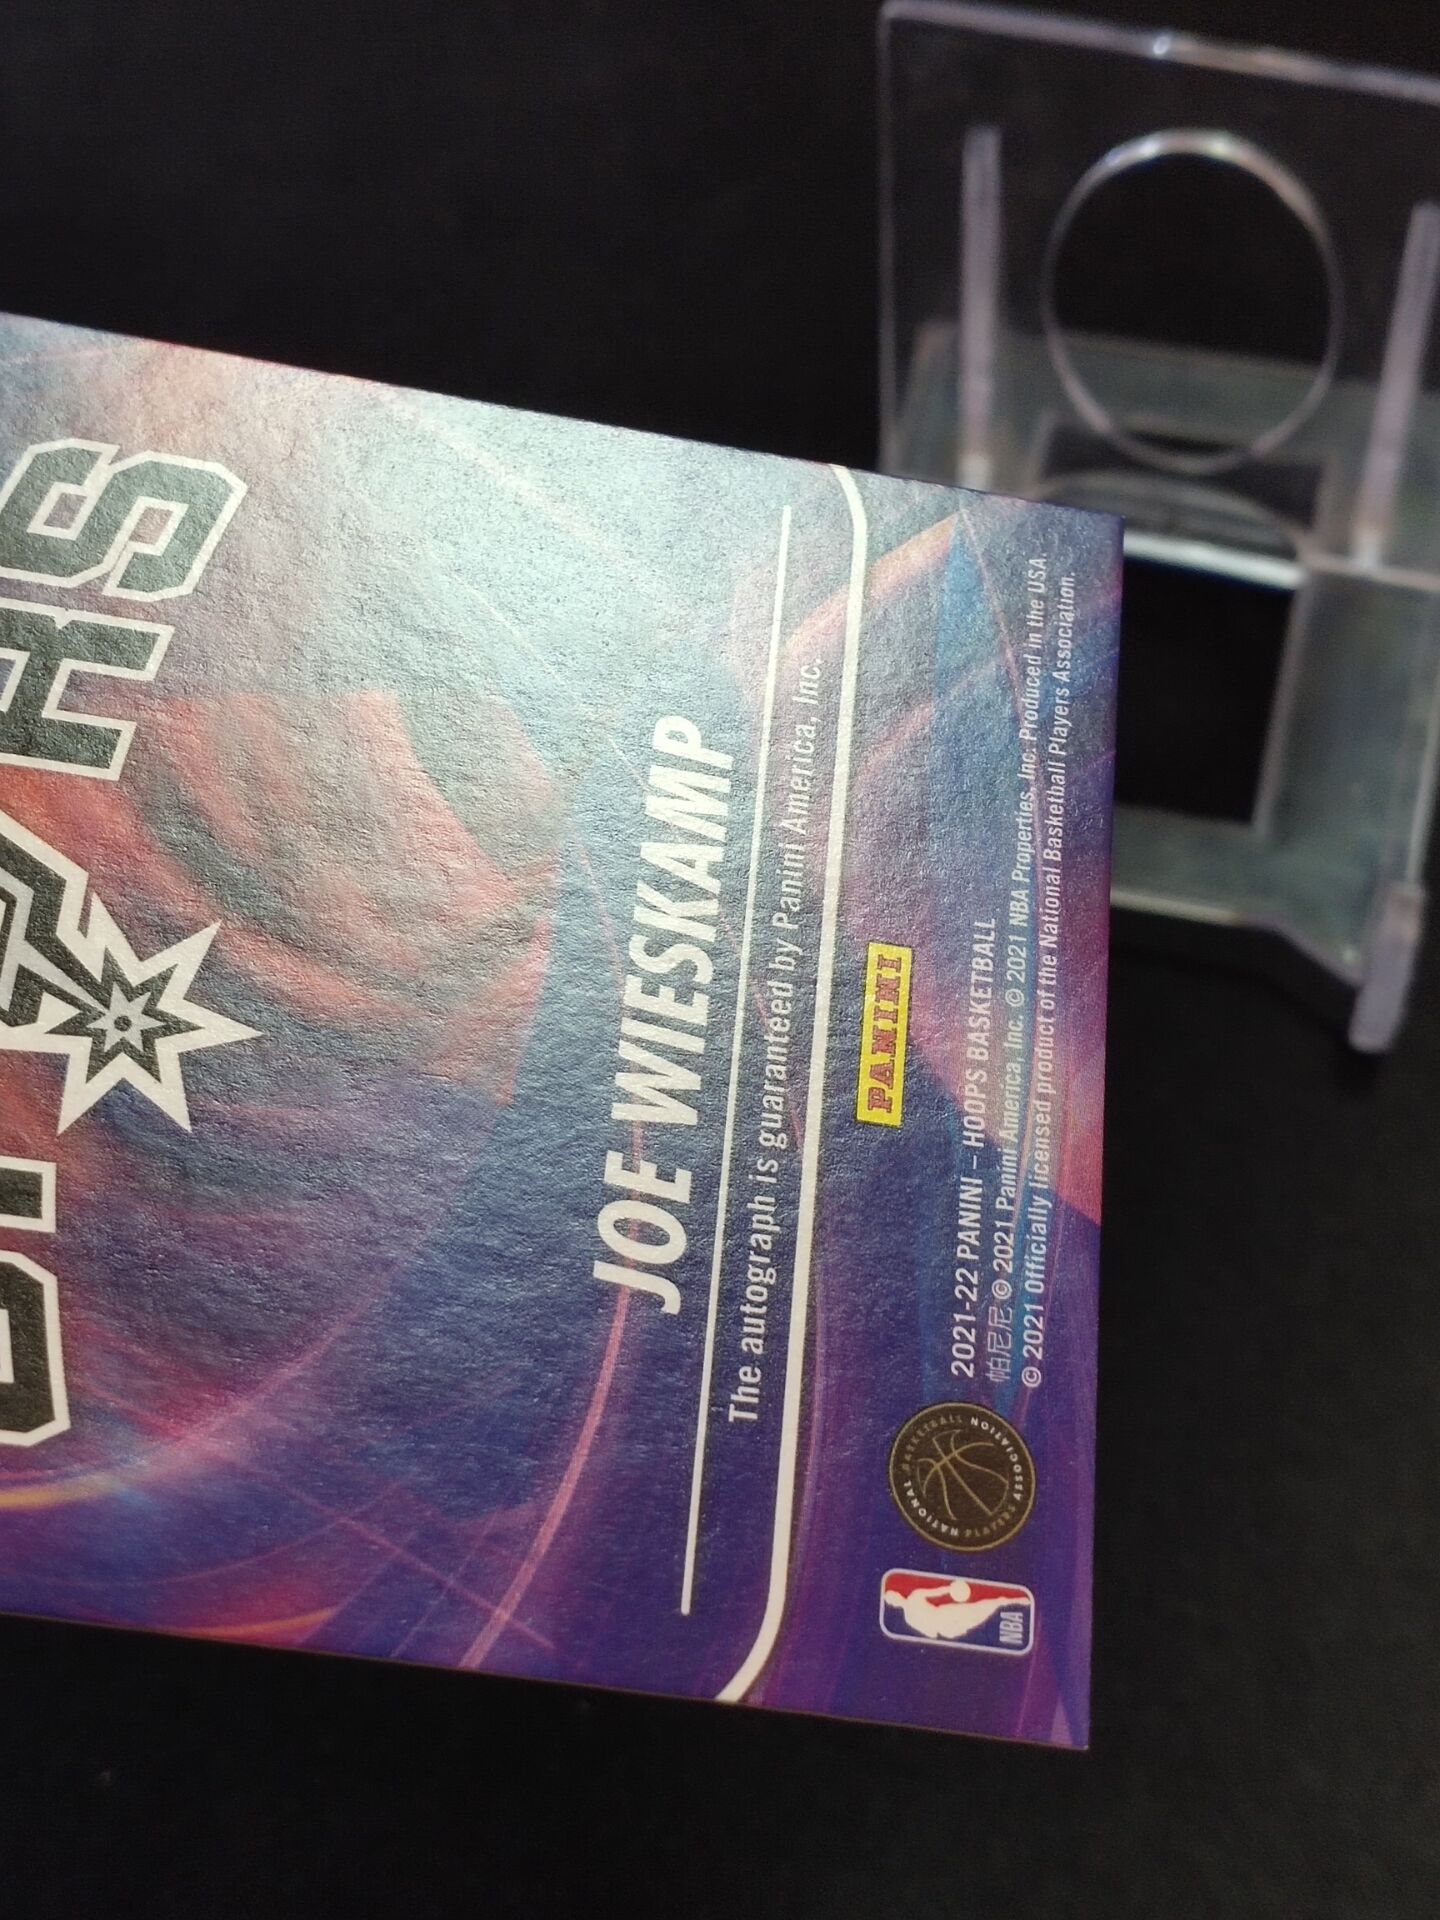 JOE WIESKAMP
The autograph is guaranteed by Panini America, Inc.
PANINI
2021-22 PANINI – HOOPS BASKETBALL
帕尼尼 © 2021 Panini America, Inc. © 2021 NBA Properties, Inc. Produced in the USA.
© 2021 Officially licensed product of the National Basketball Players Association.
NATIONAL BASKETBALL PLAYERS ASSOCIATION
NBA